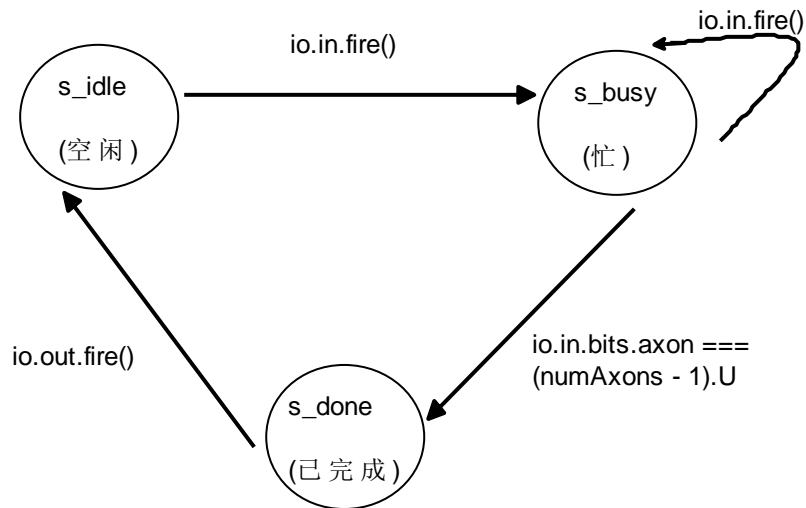 io.in.fire()
io.in.fire()
s_idle
(空闲)
s_busy
(忙)
io.out.fire()
io.in.bits.axon ===
(numAxons - 1).U
s_done
(已完成)